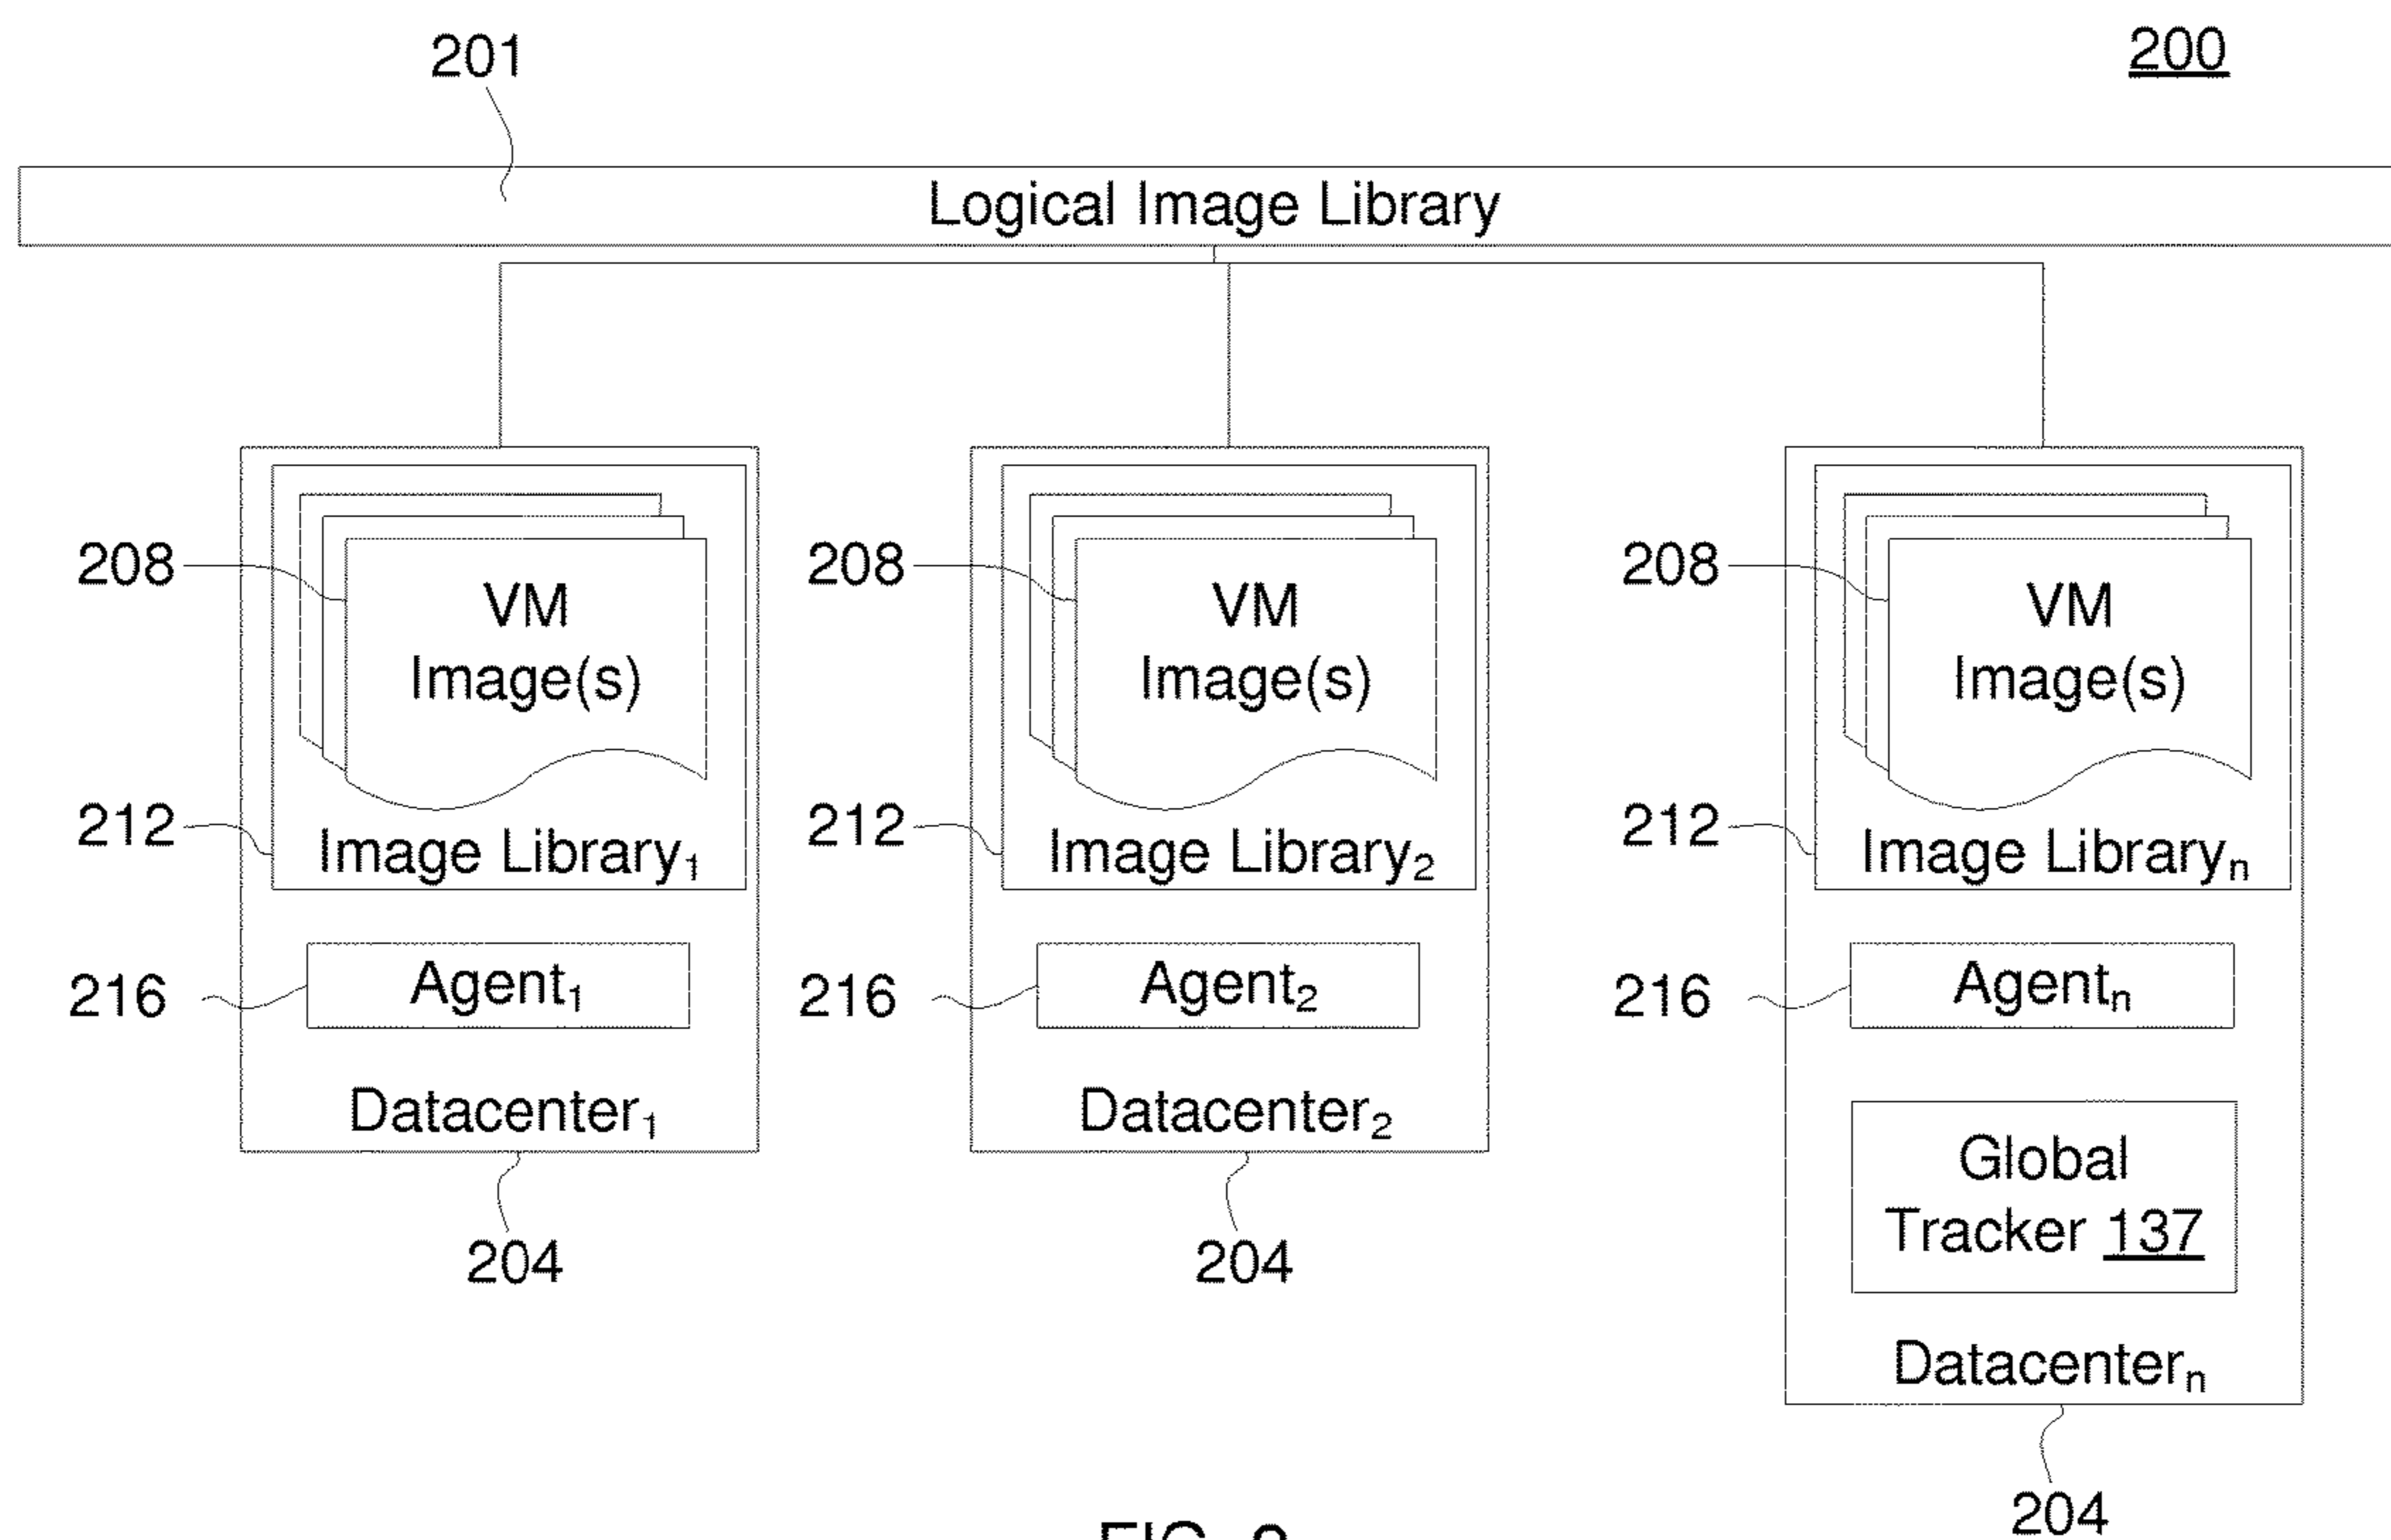 201
200
Logical Image Library
208
VM
Image(s)
212
Image Library₁
216
Agent₁
Datacenter₁
204
208
VM
Image(s)
212
Image Library₂
216
Agent₂
Datacenter₂
204
208
VM
Image(s)
212
Image Libraryₙ
216
Agentₙ
Global
Tracker 137
Datacenterₙ
204
FIG.